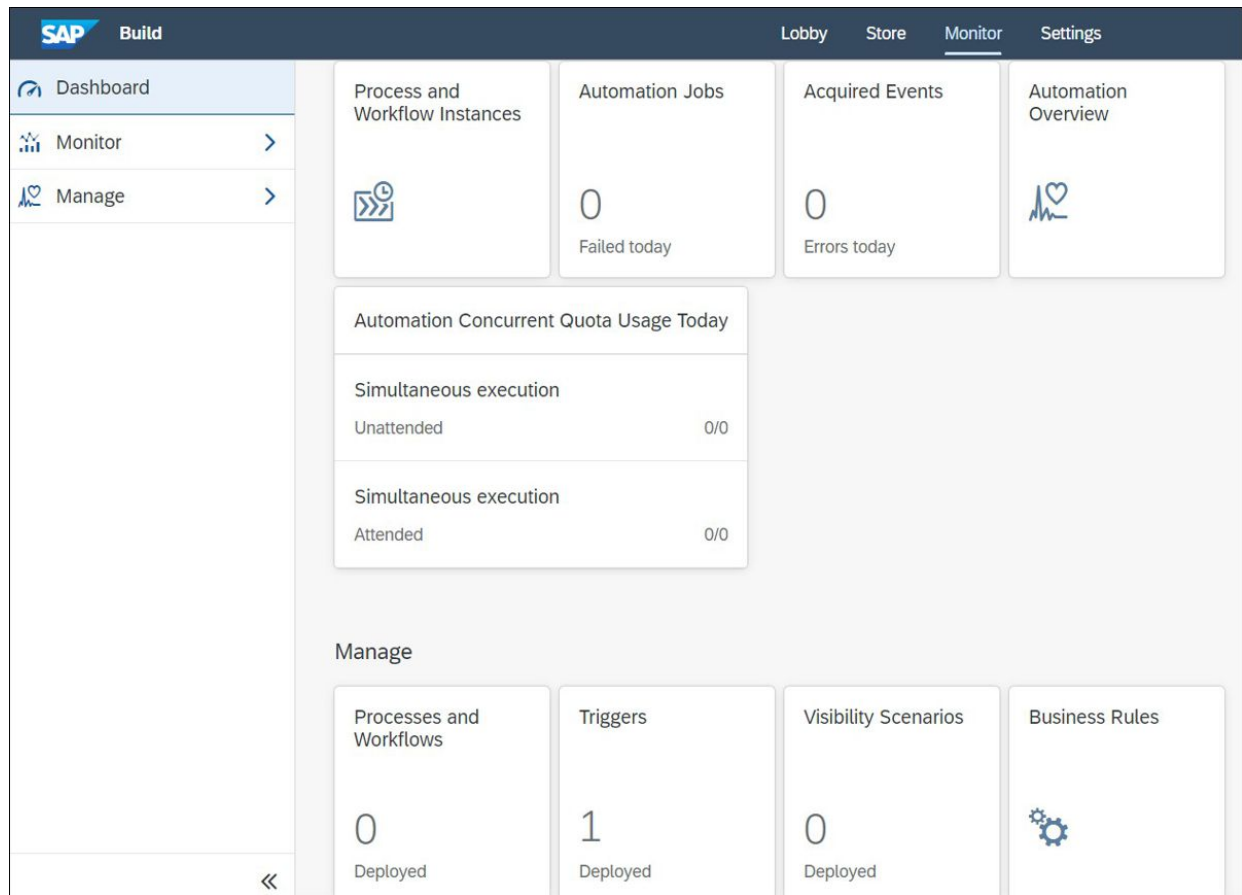 SAP Build Lobby Store Monitor Settings
Dashboard
Monitor
Manage
Process and
Workflow Instances
Automation Jobs
0
Failed today
Acquired Events
0
Errors today
Automation
Overview
Automation Concurrent Quota Usage Today
Simultaneous execution
Unattended 0/0
Simultaneous execution
Attended 0/0
Manage
Processes and
Workflows
0
Deployed
Triggers
1
Deployed
Visibility Scenarios
0
Deployed
Business Rules